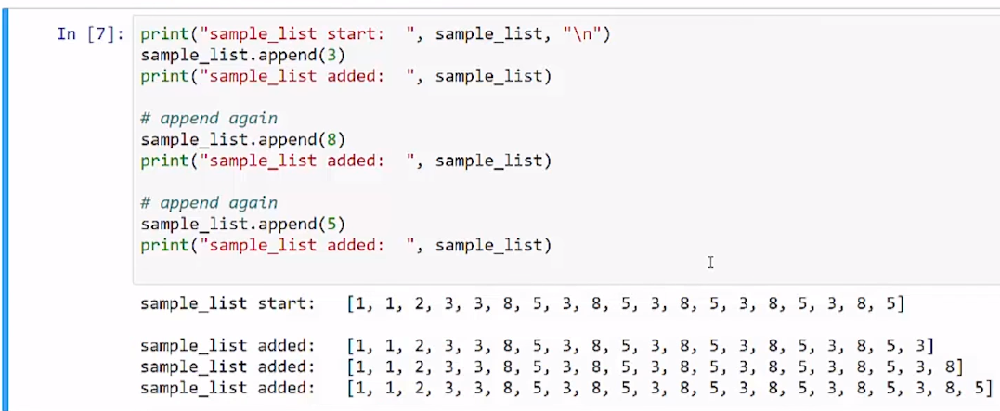 In [7]: print("sample_list start:  ", sample_list, "\n")
sample_list.append(3)
print("sample_list added:  ", sample_list)
# append again
sample_list.append(8)
print("sample_list added:  ", sample_list)
# append again
sample_list.append(5)
print("sample_list added:  ", sample_list)
sample_list start:   [1, 1, 2, 3, 3, 8, 5, 3, 8, 5, 3, 8, 5, 3, 8, 5, 3, 8, 5]
sample_list added:   [1, 1, 2, 3, 3, 8, 5, 3, 8, 5, 3, 8, 5, 3, 8, 5, 3, 8, 5, 3]
sample_list added:   [1, 1, 2, 3, 3, 8, 5, 3, 8, 5, 3, 8, 5, 3, 8, 5, 3, 8, 5, 3, 8]
sample_list added:   [1, 1, 2, 3, 3, 8, 5, 3, 8, 5, 3, 8, 5, 3, 8, 5, 3, 8, 5, 3, 8, 5]